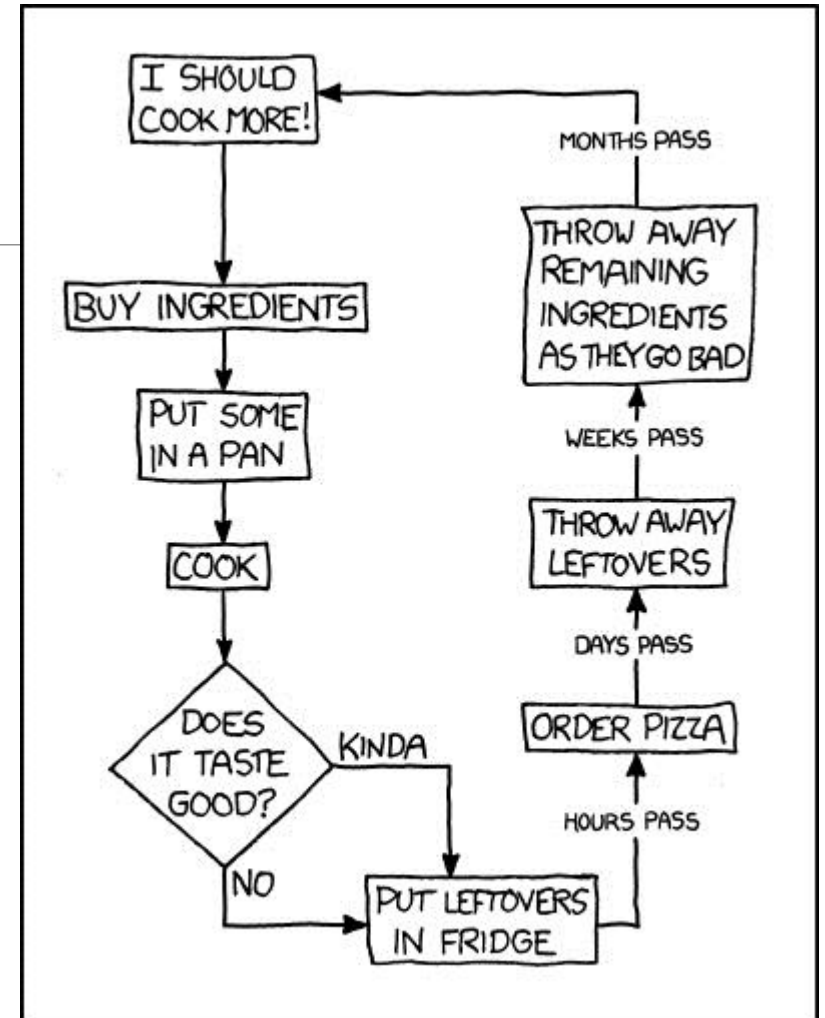 I SHOULD
COOK MORE!
BUY INGREDIENTS
PUT SOME
IN A PAN
COOK
DOES
IT TASTE
GOOD?
KINDA
NO
PUT LEFTOVERS
IN FRIDGE
HOURS PASS
ORDER PIZZA
DAYS PASS
THROW AWAY
LEFTOVERS
WEEKS PASS
THROW AWAY
REMAINING
INGREDIENTS
AS THEY GO BAD
MONTHS PASS